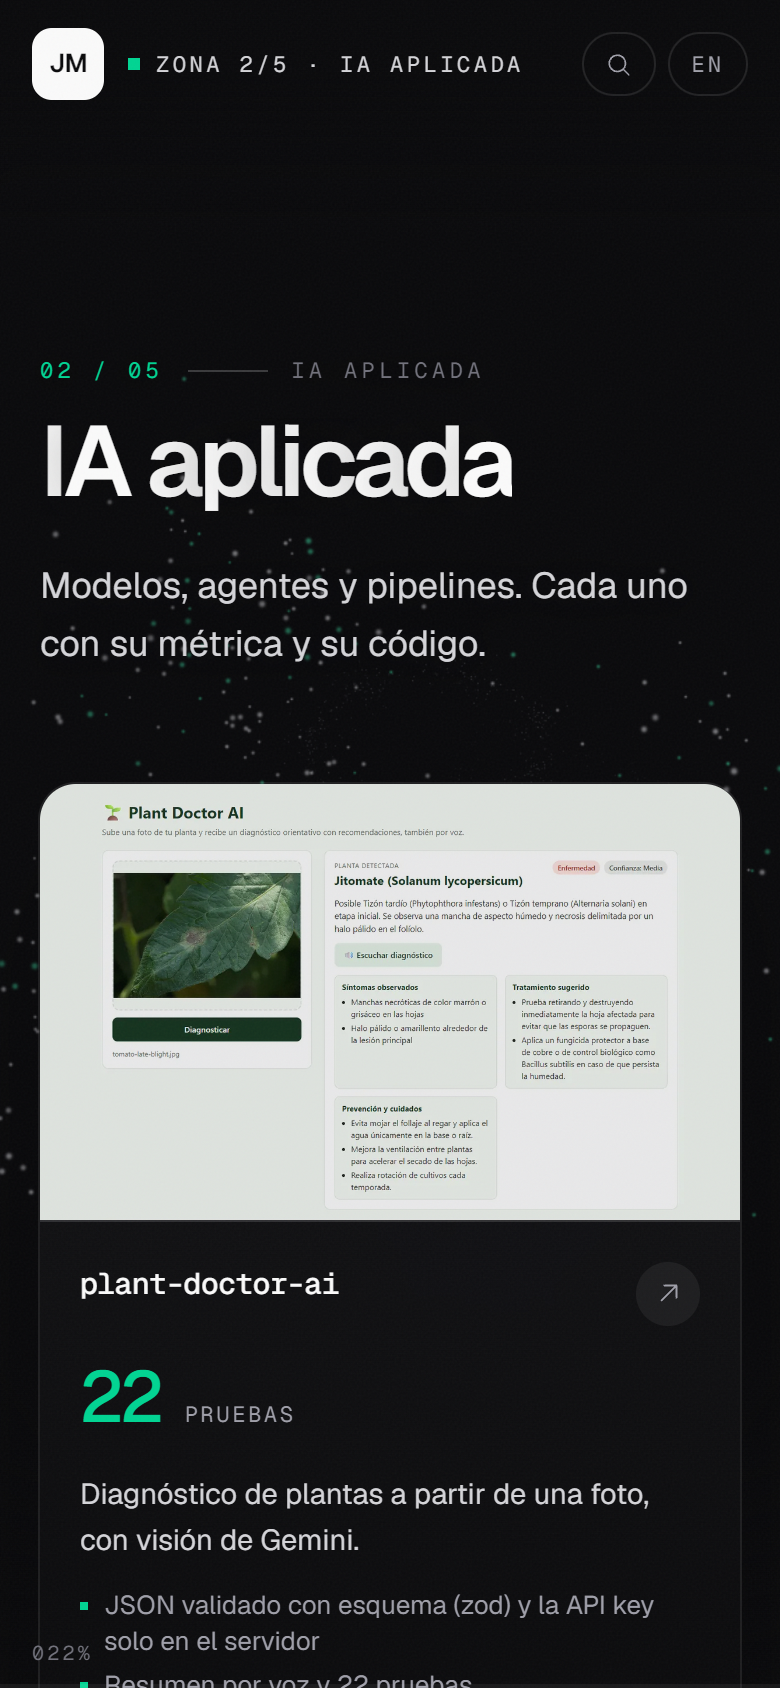 JM
ZONA 2/5 · IA APLICADA
EN
02 / 05
IA APLICADA
IA aplicada
Modelos, agentes y pipelines. Cada uno
con su métrica y su código.
Plant Doctor AI
Sube una foto de tu planta y recibe un diagnóstico orientativo con recomendaciones, también por voz.
Diagnosticar
tomato-late-blight.jpg
PLANTA DETECTADA
Enfermedad
Confianza: Media
Jitomate (Solanum lycopersicum)
Posible Tizón tardío (Phytophthora infestans) o Tizón temprano (Alternaria solani) en
etapa inicial. Se observa una mancha de aspecto húmedo y necrosis delimitada por un
halo pálido en el folíolo.
Escuchar diagnóstico
Síntomas observados
• Manchas necróticas de color marrón o
grisáceo en las hojas
• Halo pálido o amarillento alrededor de
la lesión principal
Tratamiento sugerido
• Prueba retirando y destruyendo
inmediatamente la hoja afectada para
evitar que las esporas se propaguen.
• Aplica un fungicida protector a base
de cobre o de control biológico como
Bacillus subtilis en caso de que persista
la humedad.
Prevención y cuidados
• Evita mojar el follaje al regar y aplica el
agua únicamente en la base o raíz.
• Mejora la ventilación entre plantas
para acelerar el secado de las hojas.
• Realiza rotación de cultivos cada
temporada.
plant-doctor-ai
22 PRUEBAS
Diagnóstico de plantas a partir de una foto,
con visión de Gemini.
JSON validado con esquema (zod) y la API key
solo en el servidor
022%
Resumen por voz y 22 pruebas